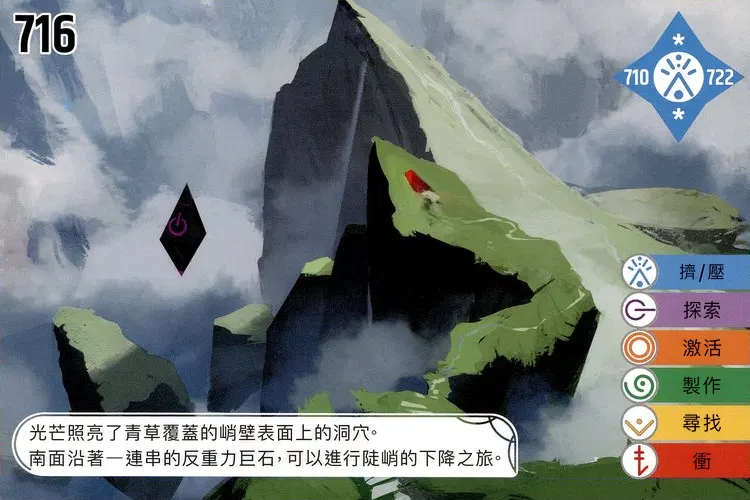 716
*
710 722
*
擠/壓
探索
激活
製作
尋找
衝
光芒照亮了青草覆蓋的峭壁表面上的洞穴。
南面沿著一連串的反重力巨石,可以進行陡峭的下降之旅。